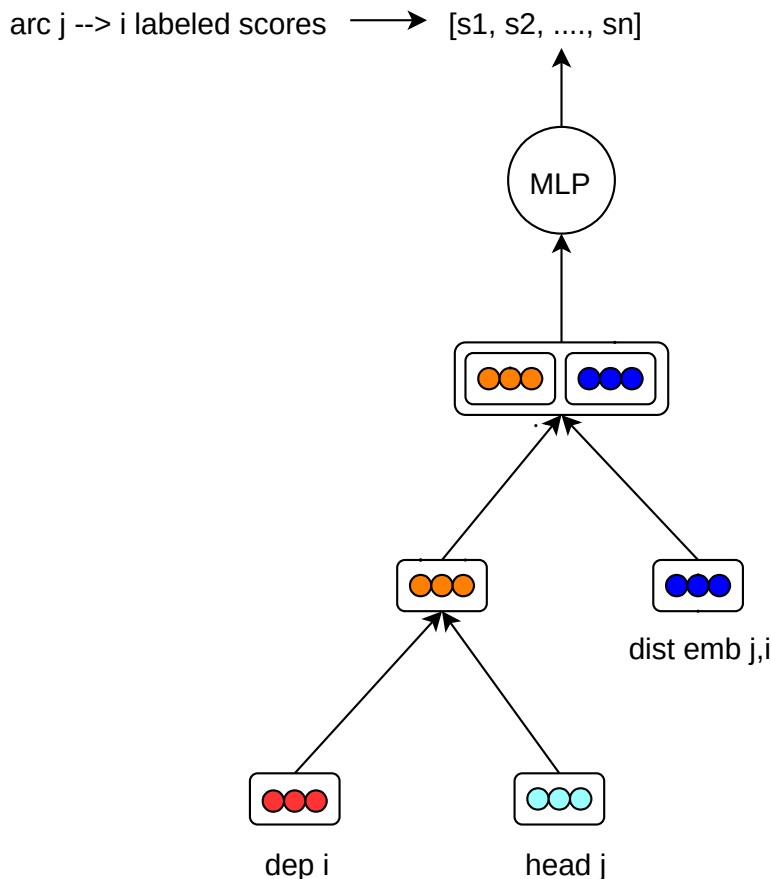 arc j --> i labeled scores
[s1, s2, ...., sn]
MLP
dist emb j,i
dep i
head j